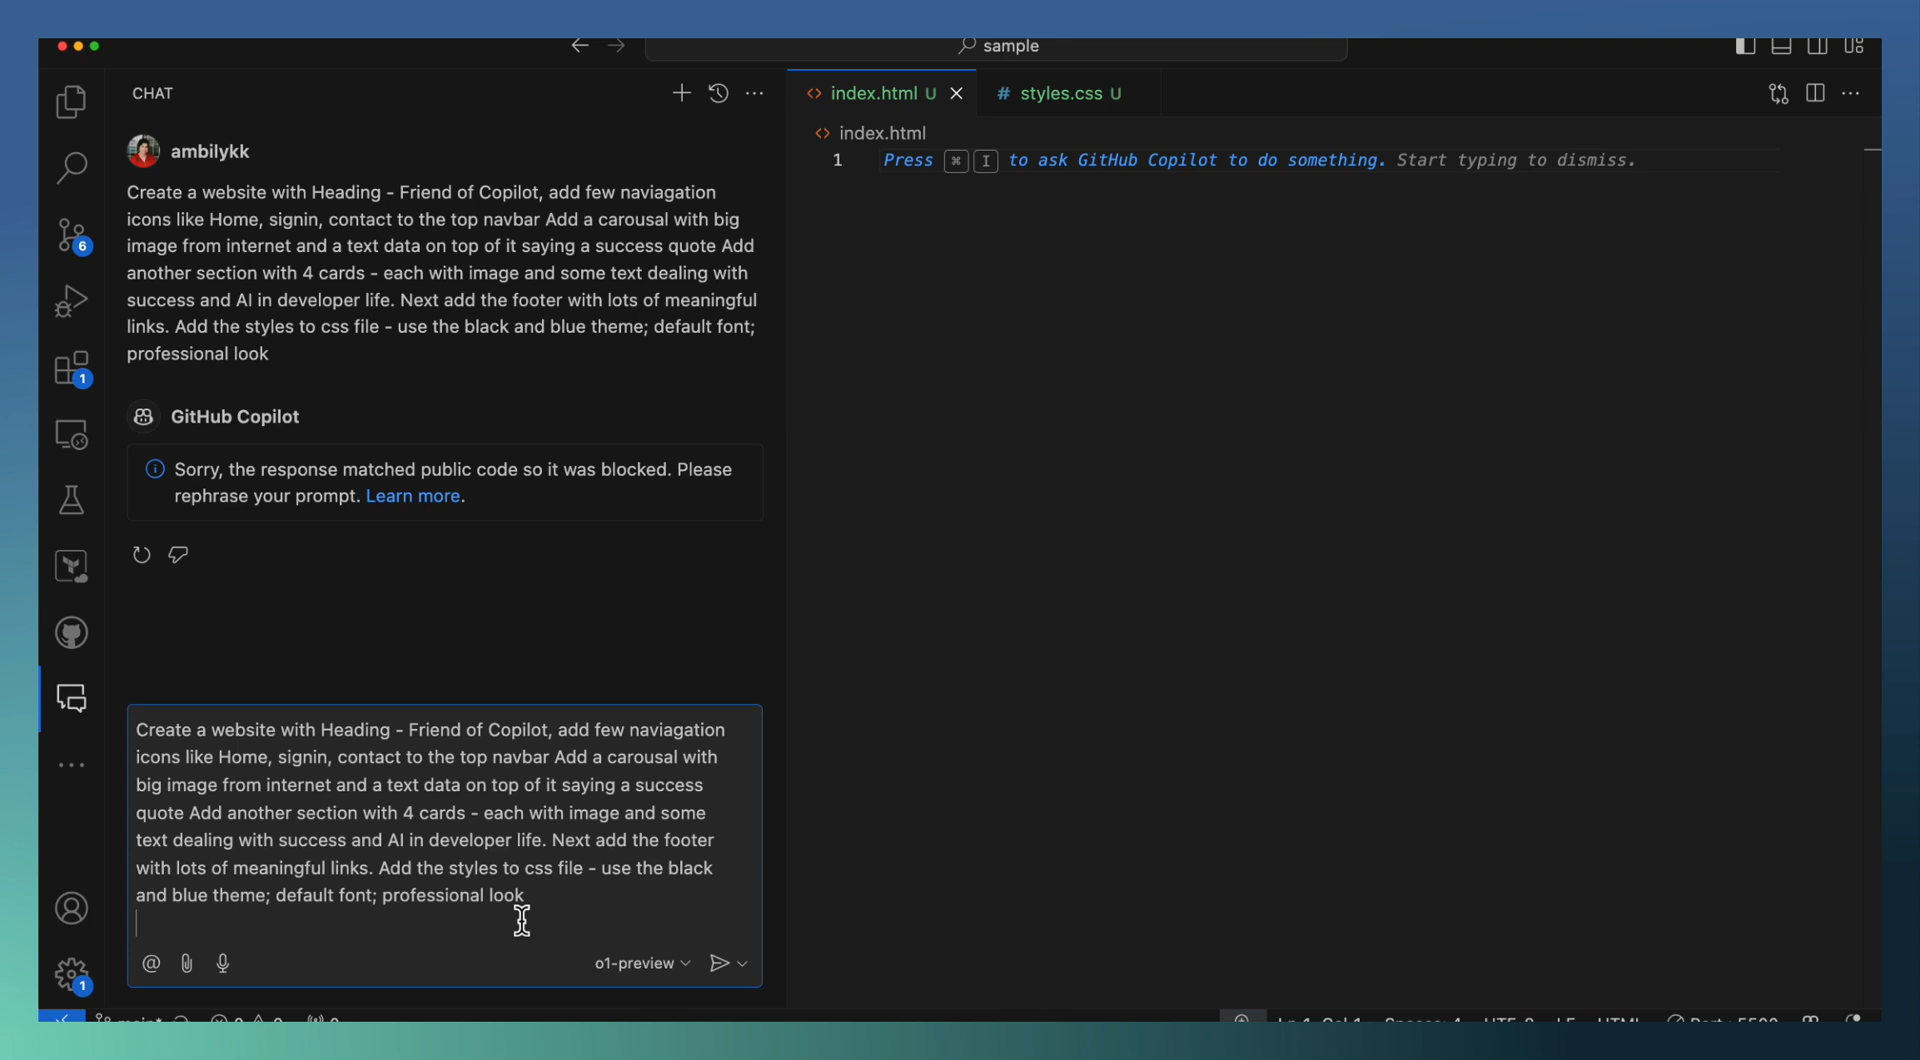 sample
CHAT
index.html U
# styles.css U
index.html
1 Press ⌘ I to ask GitHub Copilot to do something. Start typing to dismiss.
ambilykk
Create a website with Heading - Friend of Copilot, add few naviagation
icons like Home, signin, contact to the top navbar Add a carousal with big
image from internet and a text data on top of it saying a success quote Add
another section with 4 cards - each with image and some text dealing with
success and AI in developer life. Next add the footer with lots of meaningful
links. Add the styles to css file - use the black and blue theme; default font;
professional look
6
1
GitHub Copilot
Sorry, the response matched public code so it was blocked. Please
rephrase your prompt. Learn more.
Create a website with Heading - Friend of Copilot, add few naviagation
icons like Home, signin, contact to the top navbar Add a carousal with
big image from internet and a text data on top of it saying a success
quote Add another section with 4 cards - each with image and some
text dealing with success and AI in developer life. Next add the footer
with lots of meaningful links. Add the styles to css file - use the black
and blue theme; default font; professional look
@
o1-preview
1